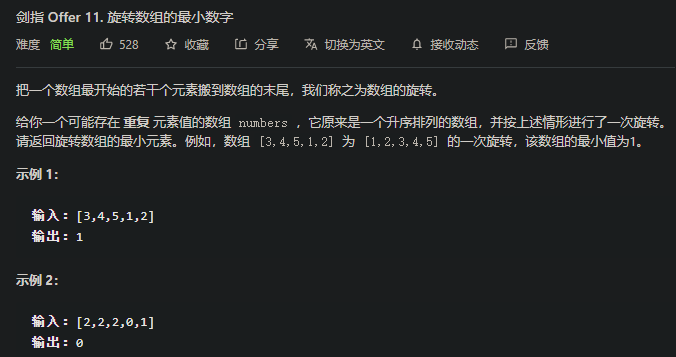 剑指 Offer 11. 旋转数组的最小数字
难度 简单 528 收藏 分享 切换为英文 接收动态 反馈
把一个数组最开始的若干个元素搬到数组的末尾，我们称之为数组的旋转。
给你一个可能存在 重复 元素值的数组 numbers ，它原来是一个升序排列的数组，并按上述情形进行了一次旋转。
请返回旋转数组的最小元素。例如，数组 [3,4,5,1,2] 为 [1,2,3,4,5] 的一次旋转，该数组的最小值为1。
示例 1：
输入：[3,4,5,1,2]
输出：1
示例 2：
输入：[2,2,2,0,1]
输出：0